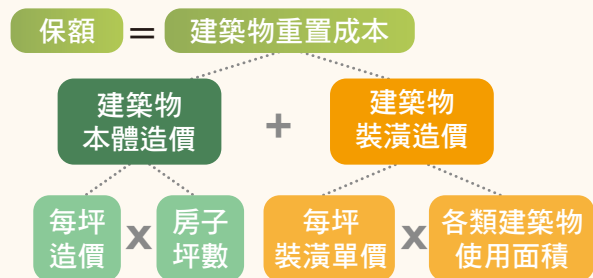 保額 = 建築物重置成本
建築物
本體造價
+
建築物
裝潢造價
每坪
造價
x
房子
坪數
每坪
裝潢單價
x
各類建築物
使用面積